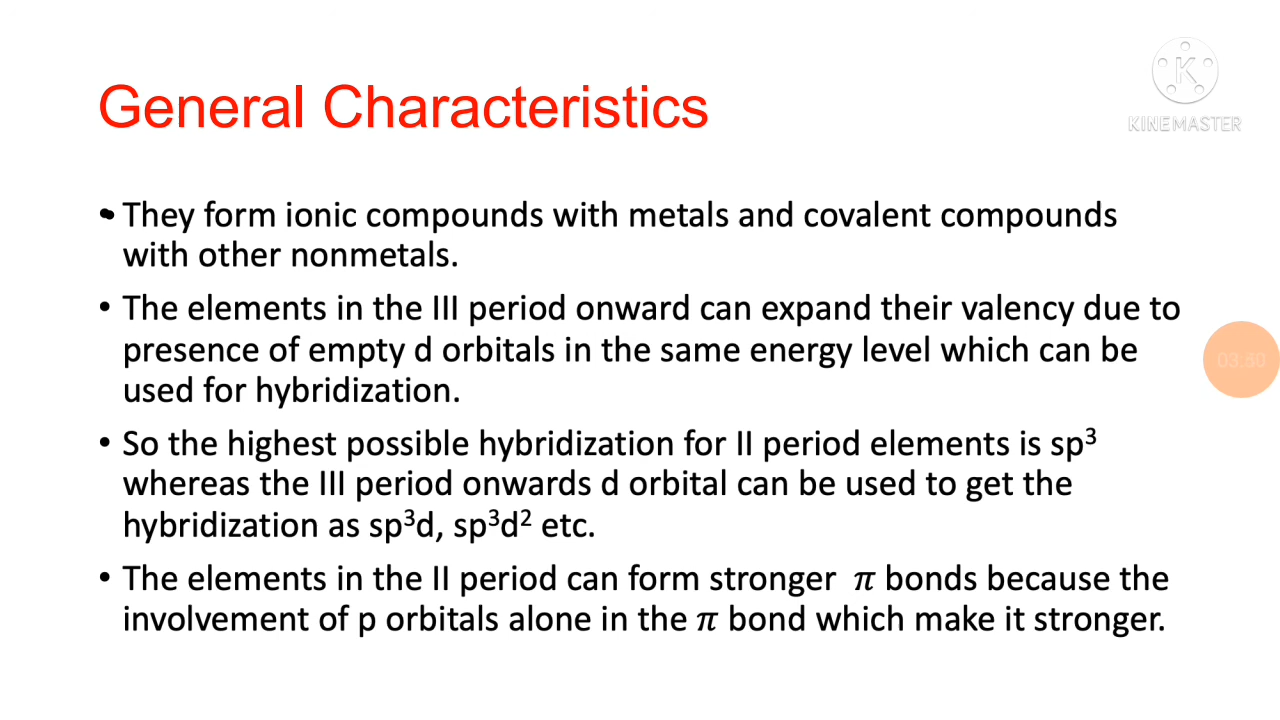 General Characteristics
KINEMASTER
• They form ionic compounds with metals and covalent compounds
with other nonmetals.
• The elements in the III period onward can expand their valency due to
presence of empty d orbitals in the same energy level which can be
used for hybridization.
• So the highest possible hybridization for II period elements is sp³
whereas the III period onwards d orbital can be used to get the
hybridization as sp³d, sp³d² etc.
• The elements in the II period can form stronger π bonds because the
involvement of p orbitals alone in the π bond which make it stronger.